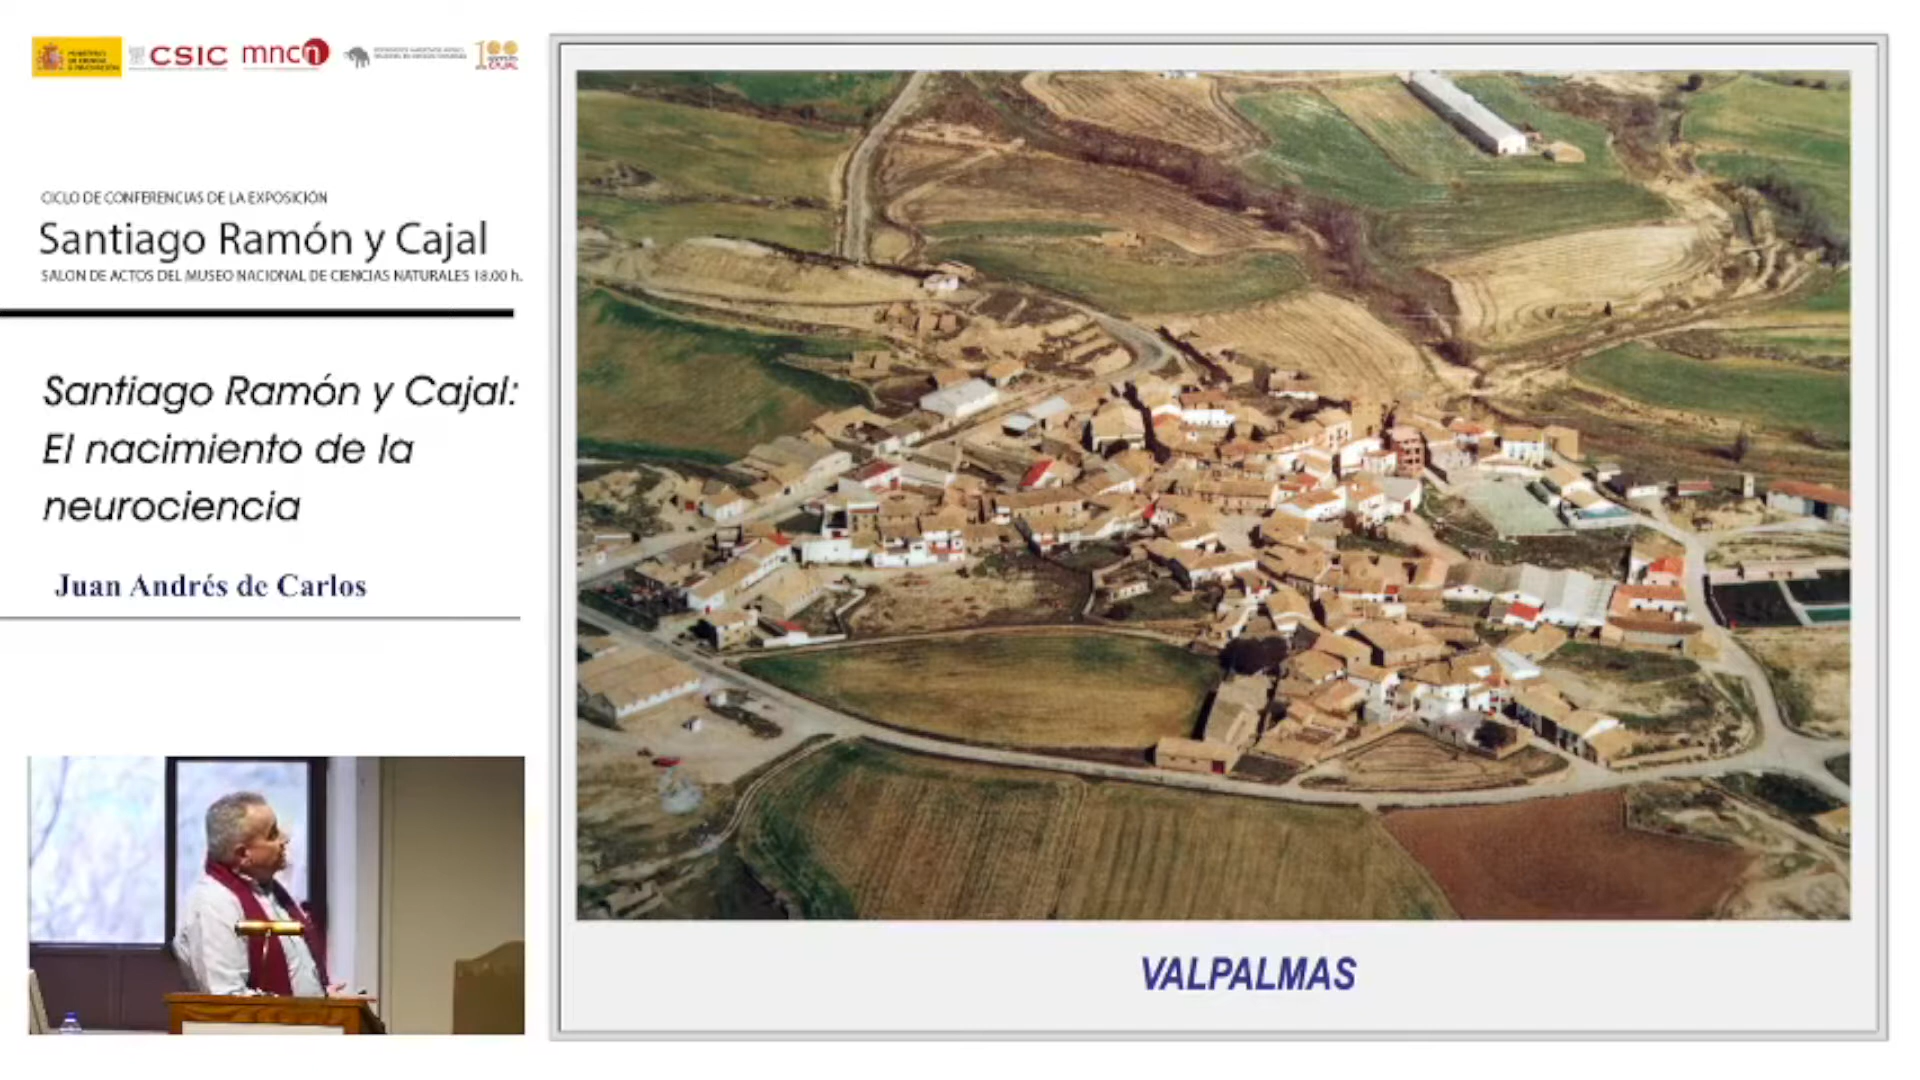 CSIC
mncn
CICLO DE CONFERENCIAS DE LA EXPOSICIÓN
Santiago Ramón y Cajal
SALON DE ACTOS DEL MUSEO NACIONAL DE CIENCIAS NATURALES 18.00 h.
Santiago Ramón y Cajal:
El nacimiento de la
neurociencia
Juan Andrés de Carlos
VALPALMAS